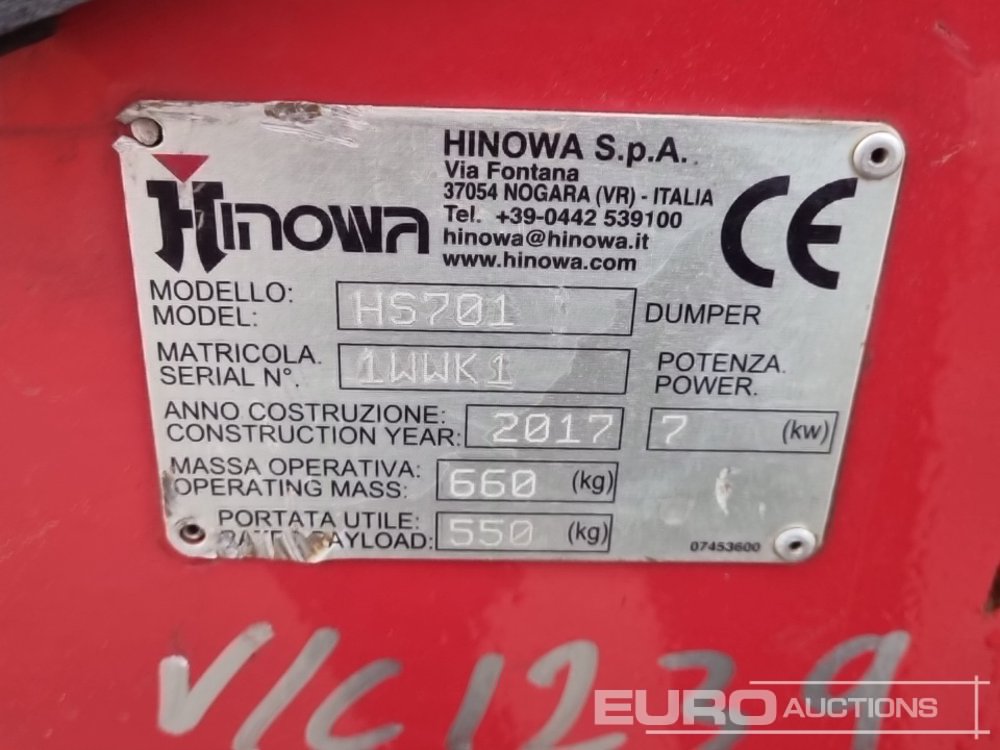 HINOWA S.p.A.
Via Fontana
37054 NOGARA (VR) - ITALIA
Tel. +39-0442 539100
hinowa@hinowa.it
www.hinowa.com
HINOWA
CE
MODELLO:
MODEL:
HS701
DUMPER
MATRICOLA.
SERIAL N°.
1WWK1
POTENZA.
POWER.
ANNO COSTRUZIONE:
CONSTRUCTION YEAR:
2017
7 (kw)
MASSA OPERATIVA:
OPERATING MASS:
660 (kg)
PORTATA UTILE:
PAYLOAD:
550 (kg)
07453600
V/C1239
EURO AUCTIONS